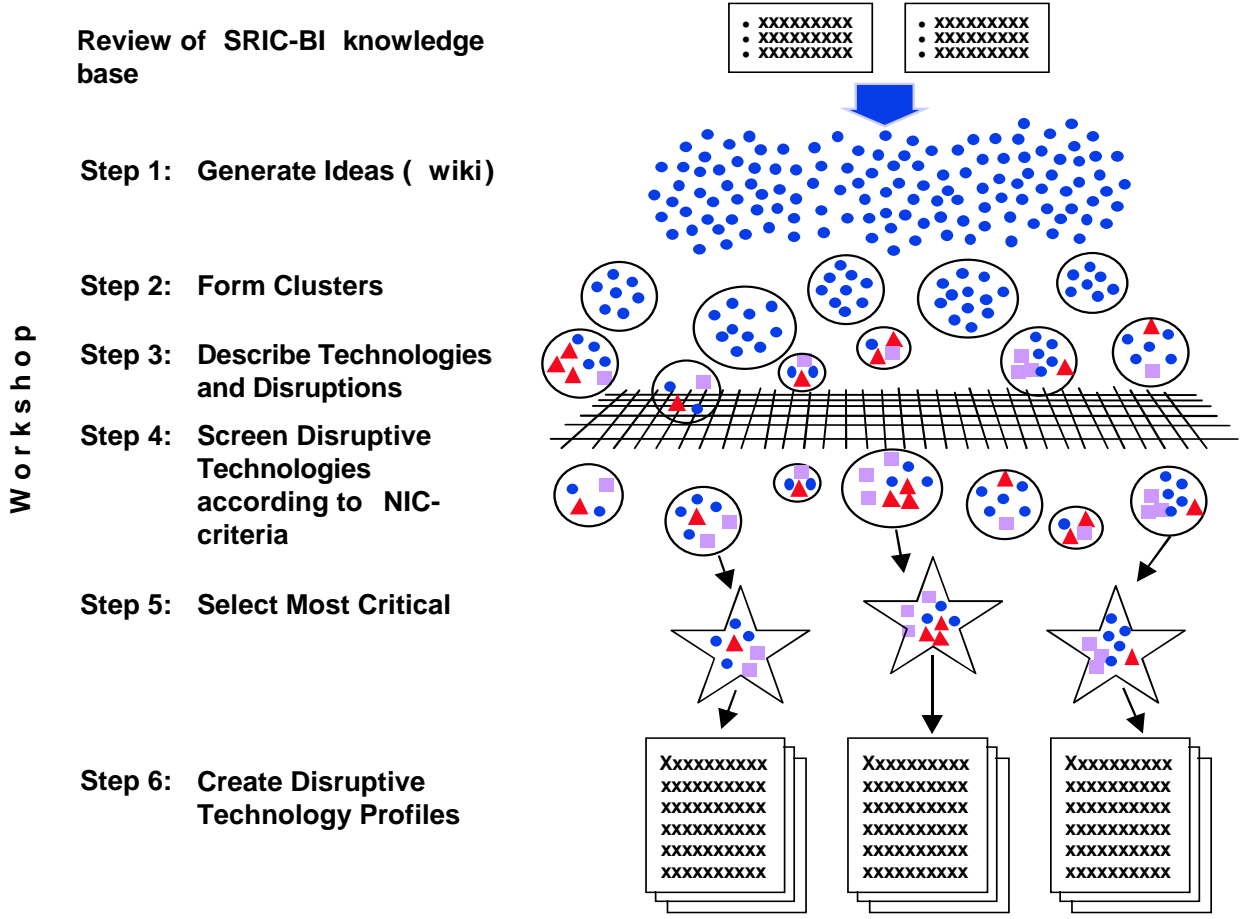 Review of SRIC-BI knowledge
base
• xxxxxxxxx
• xxxxxxxxx
• xxxxxxxxx
• xxxxxxxxx
• xxxxxxxxx
• xxxxxxxxx
Workshop
Step 1: Generate Ideas ( wiki)
Step 2: Form Clusters
Step 3: Describe Technologies
and Disruptions
Step 4: Screen Disruptive
Technologies
according to NIC-
criteria
Step 5: Select Most Critical
Step 6: Create Disruptive
Technology Profiles
Xxxxxxxxxx
xxxxxxxxxx
xxxxxxxxxx
xxxxxxxxxx
xxxxxxxxxx
xxxxxxxxxx
Xxxxxxxxxx
xxxxxxxxxx
xxxxxxxxxx
xxxxxxxxxx
xxxxxxxxxx
xxxxxxxxxx
Xxxxxxxxxx
xxxxxxxxxx
xxxxxxxxxx
xxxxxxxxxx
xxxxxxxxxx
xxxxxxxxxx